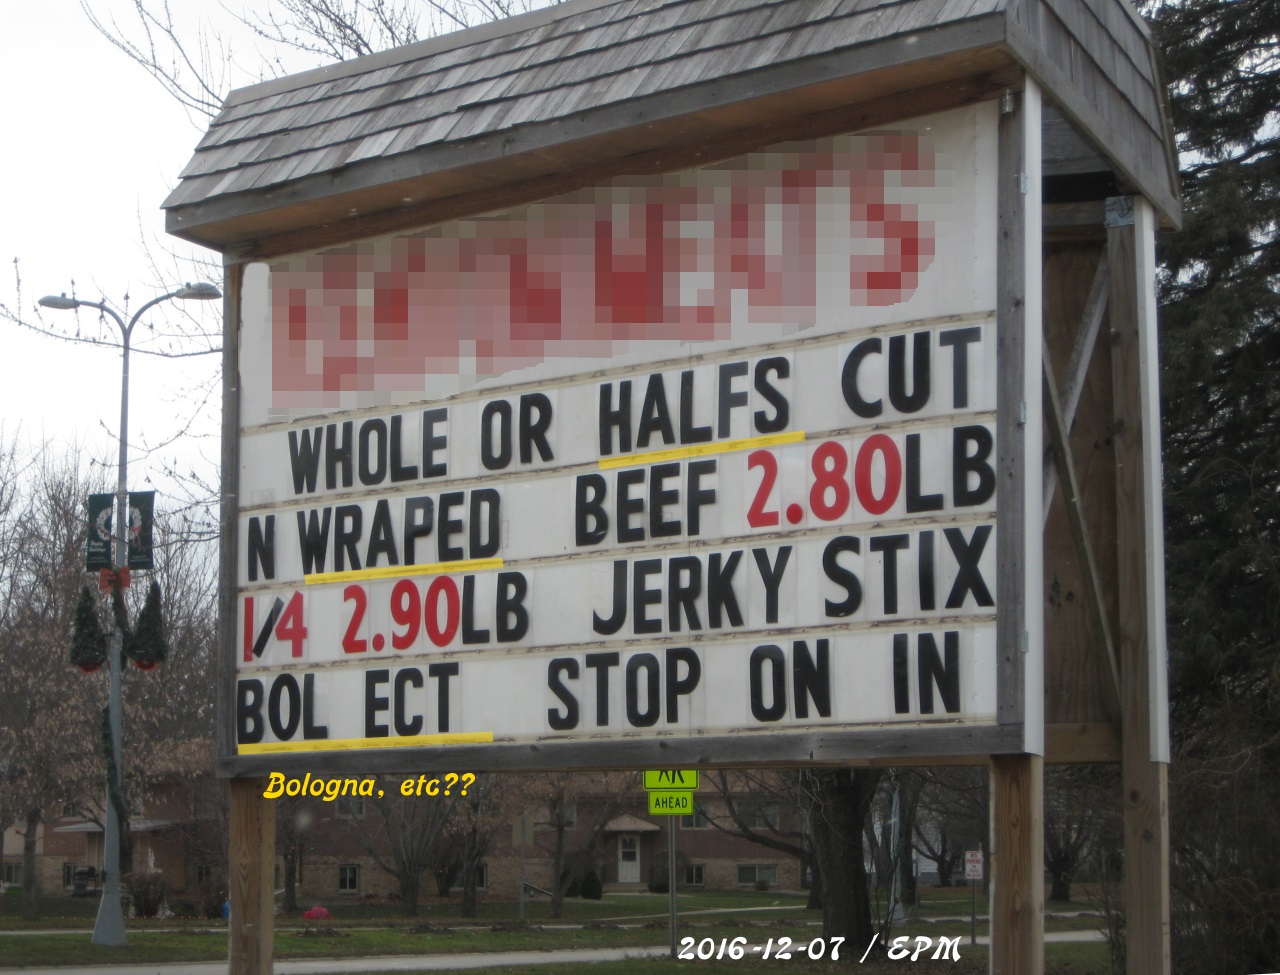 WHOLE OR HALFS CUT
N WRAPED BEEF 2.80LB
1/4 2.90LB JERKY STIX
BOL ECT STOP ON IN
Bologna, etc??
AHEAD
2016-12-07 / EPM